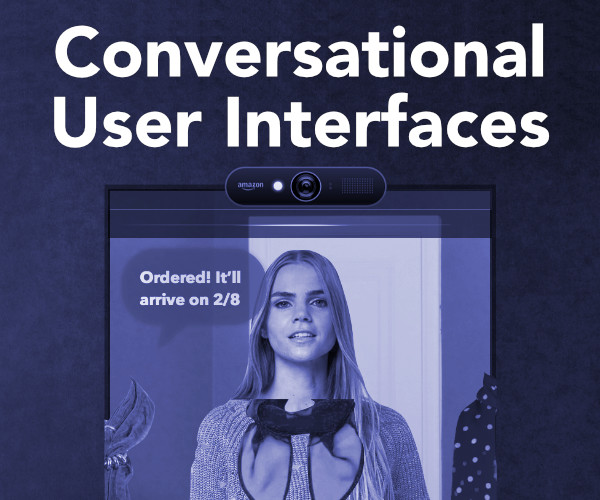 Conversational
User Interfaces
amazon
Ordered! It'll
arrive on 2/8